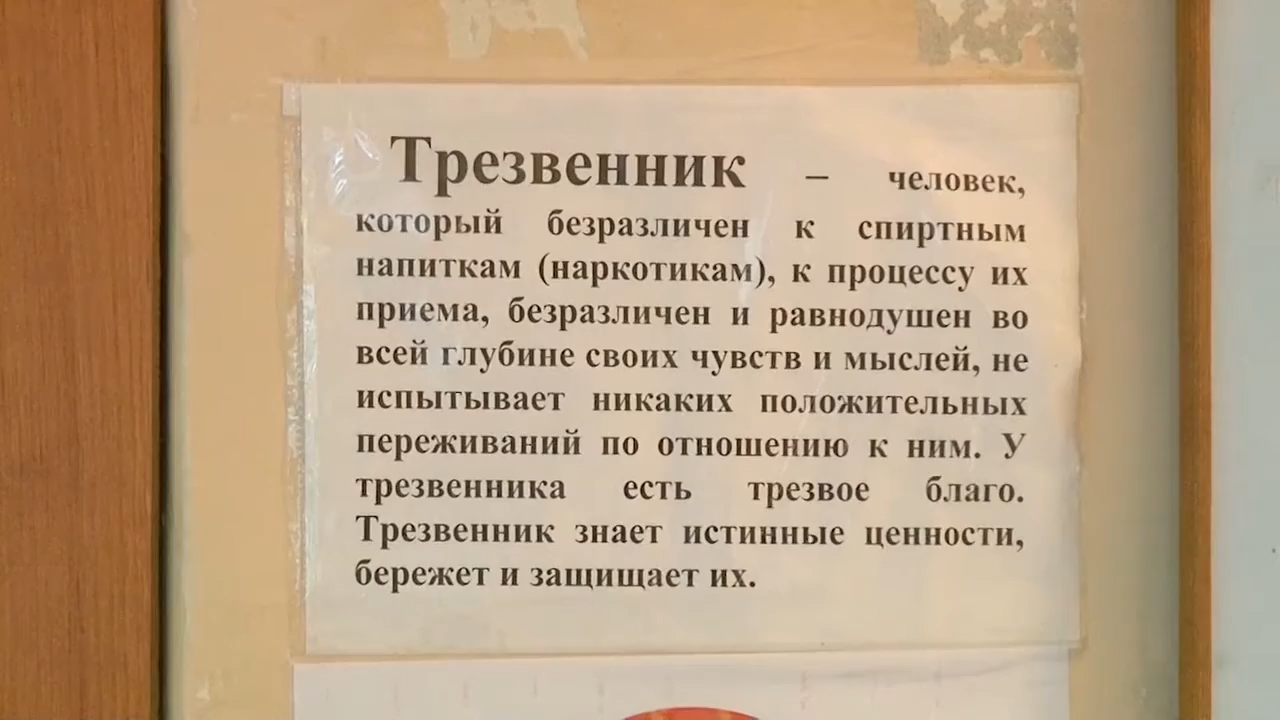 Трезвенник – человек,
который безразличен к спиртным
напиткам (наркотикам), к процессу их
приема, безразличен и равнодушен во
всей глубине своих чувств и мыслей, не
испытывает никаких положительных
переживаний по отношению к ним. У
трезвенника есть трезвое благо.
Трезвенник знает истинные ценности,
бережет и защищает их.